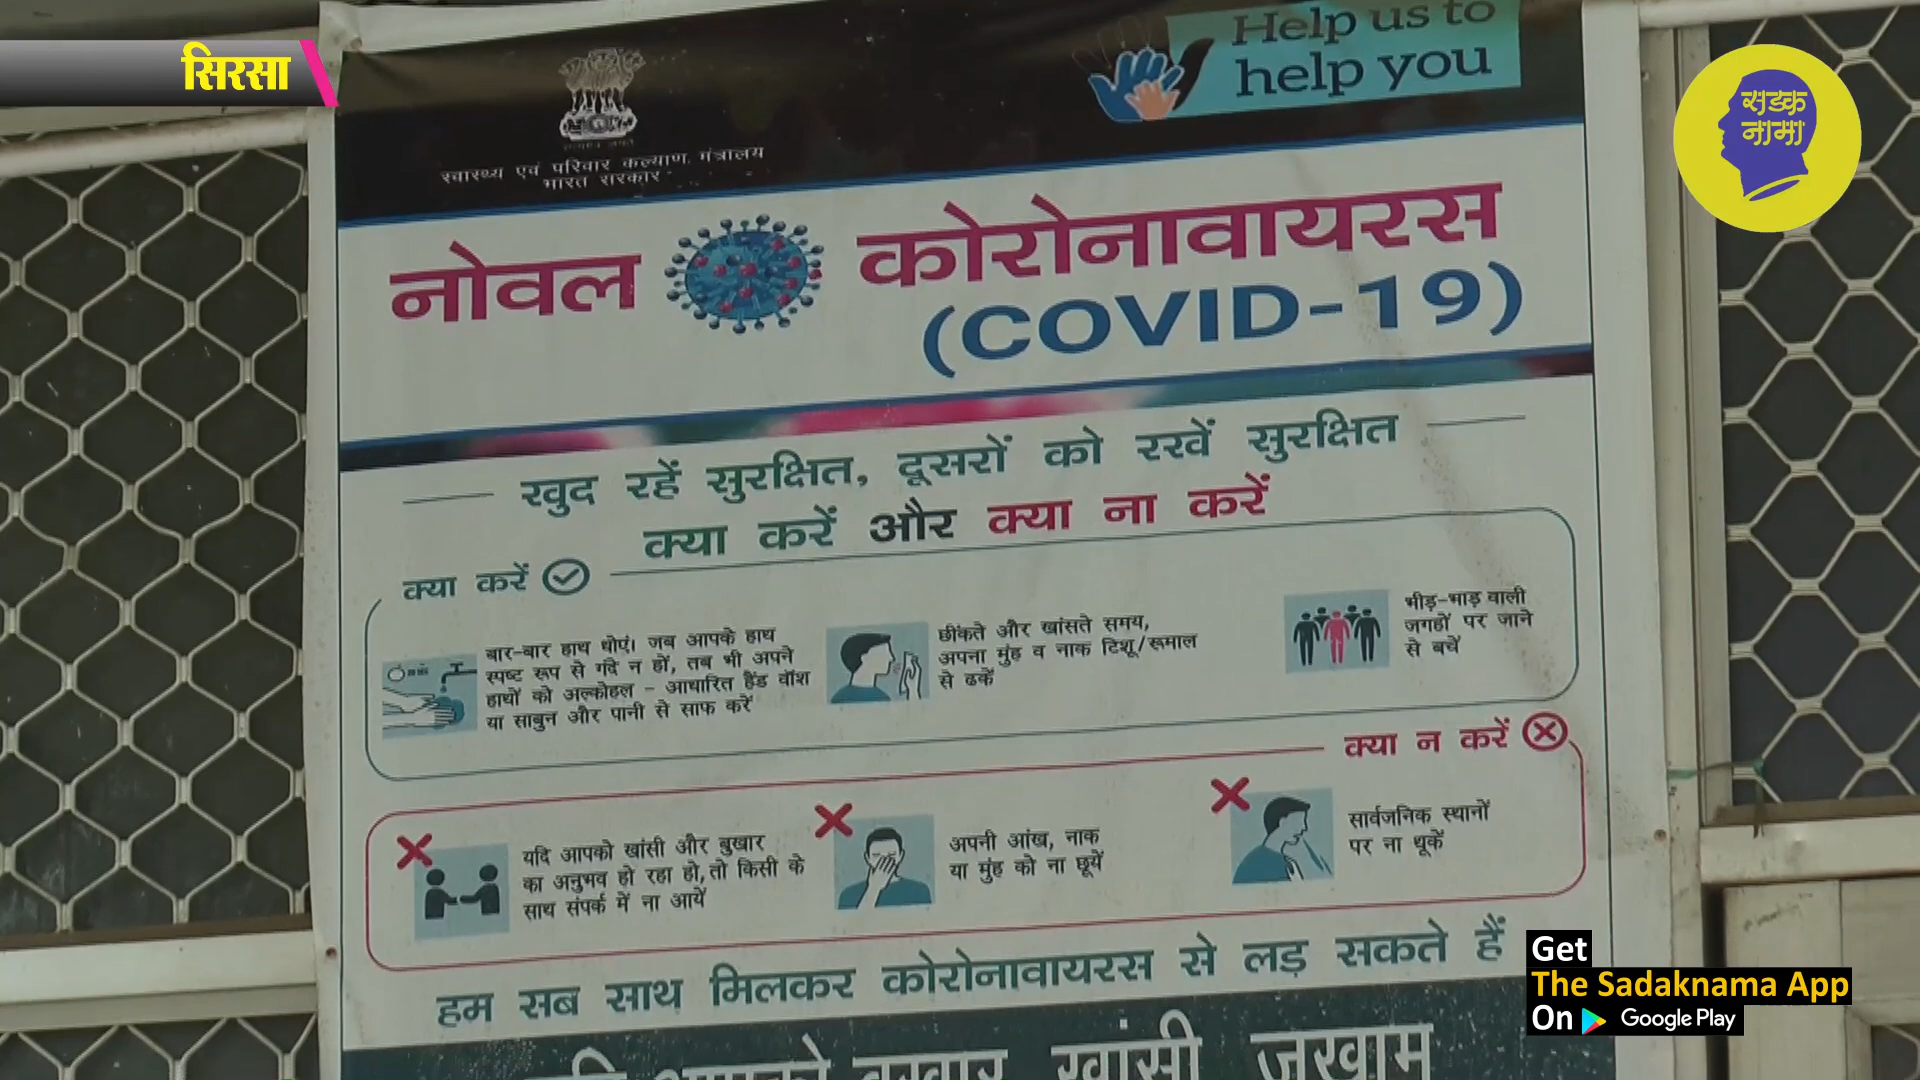 सिरसा
Help us to
help you
सड़क
नामा
स्वास्थ्य एवं परिवार कल्याण मंत्रालय
भारत सरकार
नोवल कोरोनावायरस
(COVID-19)
खुद रहें सुरक्षित, दूसरों को रखें सुरक्षित
क्या करें और क्या ना करें
क्या करें
बार-बार हाथ धोएं। जब आपके हाथ
स्पष्ट रूप से गंदे न हों, तब भी अपने
हाथों को अल्कोहल - आधारित हैंड वॉश
या साबुन और पानी से साफ करें
छींकते और खांसते समय,
अपना मुंह व नाक टिशू/रूमाल
से ढकें
भीड़-भाड़ वाली
जगहों पर जाने
से बचें
क्या न करें
यदि आपको खांसी और बुखार
का अनुभव हो रहा हो, तो किसी के
साथ संपर्क में ना आयें
अपनी आंख, नाक
या मुंह को ना छूयें
सार्वजनिक स्थानों
पर ना थूकें
हम सब साथ मिलकर कोरोनावायरस से लड़ सकते हैं
यदि आपको बुखार खांसी जुखाम
Get
The Sadaknama App
On Google Play